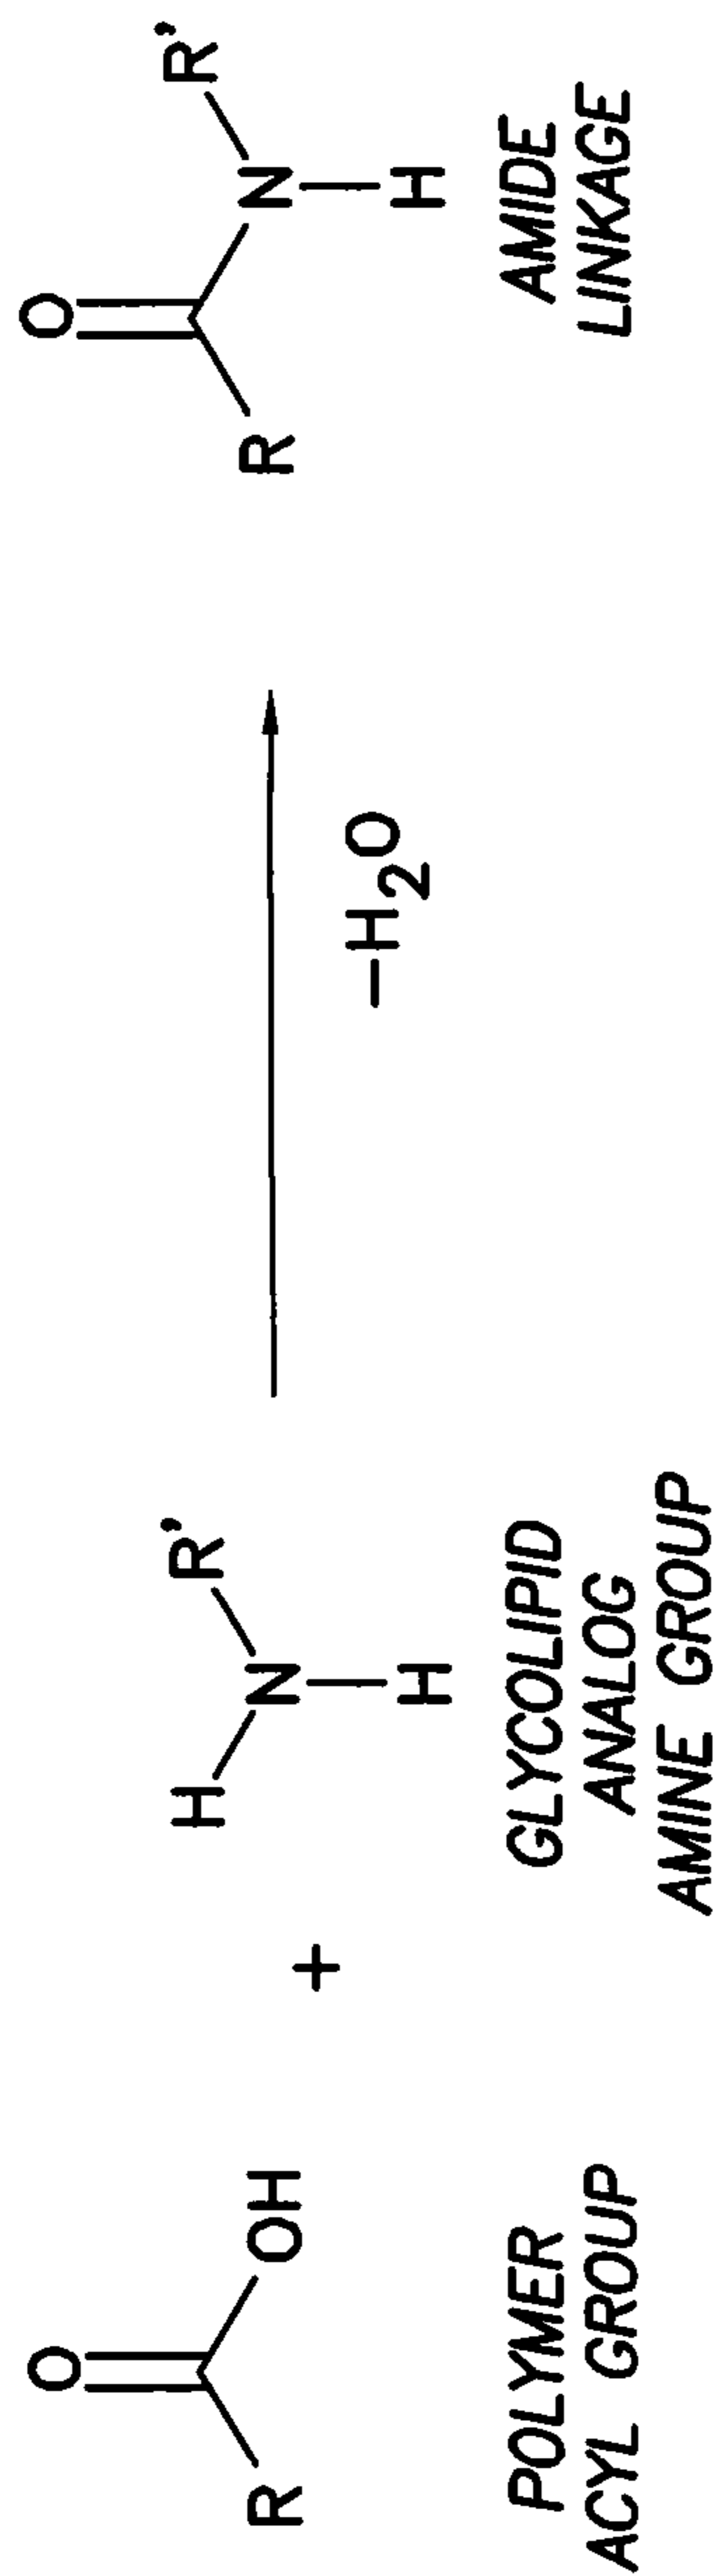 O
R
OH
POLYMER
ACYL GROUP
+
H
N
R'
H
GLYCOLIPID
ANALOG
AMINE GROUP
–H₂O
O
R
N
R'
H
AMIDE
LINKAGE